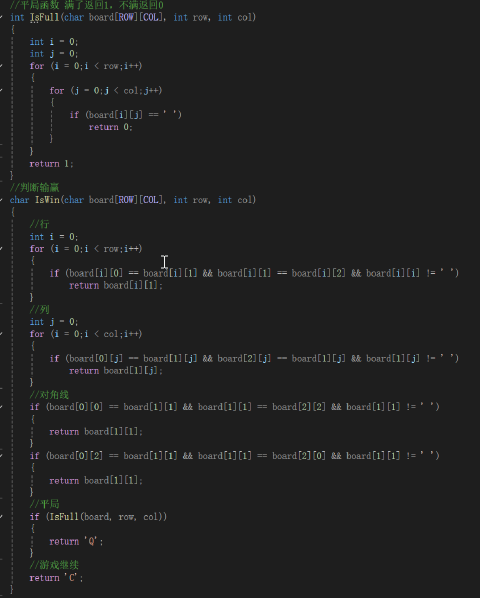 //平局函数 满了返回1，不满返回0
int IsFull(char board[ROW][COL], int row, int col)
{
int i = 0;
int j = 0;
for (i = 0;i < row;i++)
{
for (j = 0;j < col;j++)
{
if (board[i][j] == ' ')
return 0;
}
}
return 1;
}
//判断输赢
char IsWin(char board[ROW][COL], int row, int col)
{
//行
int i = 0;
for (i = 0;i < row;i++)
{
if (board[i][0] == board[i][1] && board[i][1] == board[i][2] && board[i][i] != ' ')
return board[i][1];
}
//列
int j = 0;
for (i = 0;i < col;i++)
{
if (board[0][j] == board[1][j] && board[2][j] == board[1][j] && board[1][j] != ' ')
return board[1][j];
}
//对角线
if (board[0][0] == board[1][1] && board[1][1] == board[2][2] && board[1][1] != ' ')
{
return board[1][1];
}
if (board[0][2] == board[1][1] && board[1][1] == board[2][0] && board[1][1] != ' ')
{
return board[1][1];
}
//平局
if (IsFull(board, row, col))
{
return 'Q';
}
//游戏继续
return 'C';
}